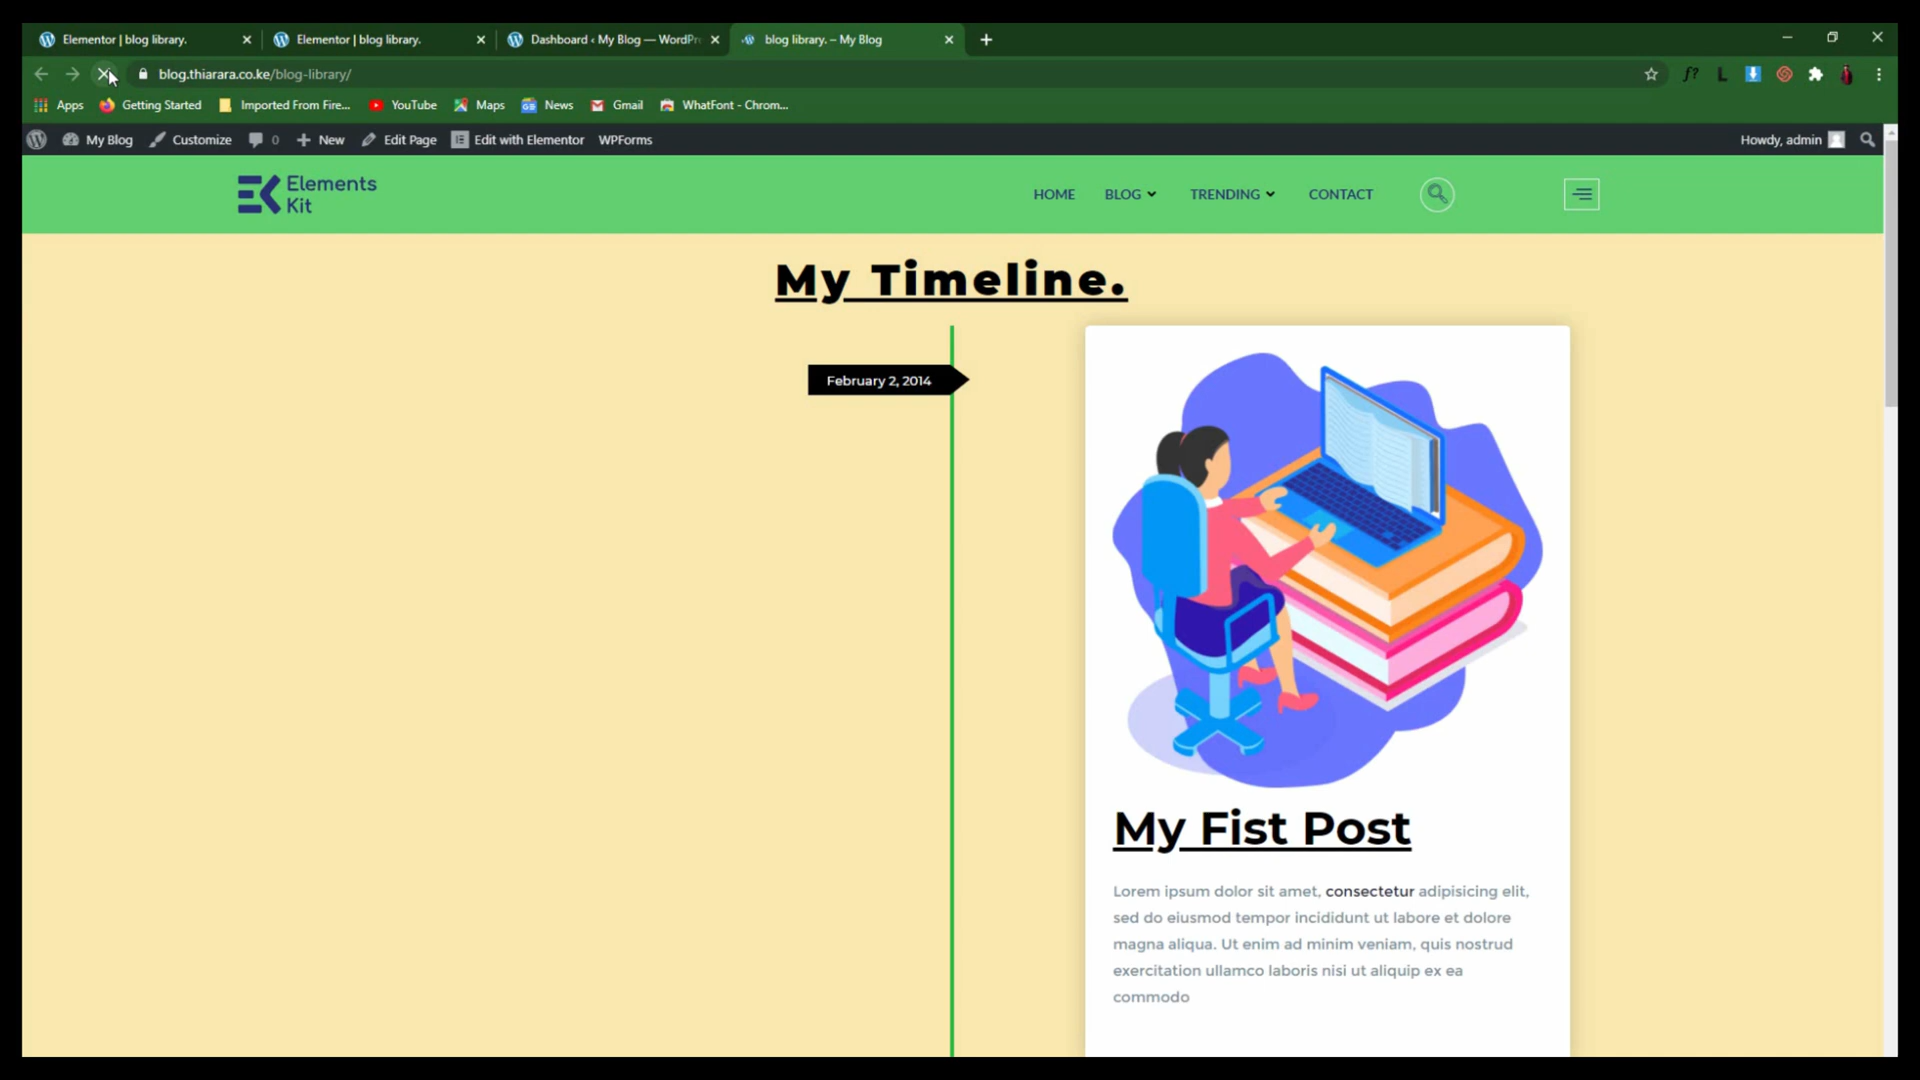 Elementor | blog library.
Elementor | blog library.
Dashboard ‹ My Blog — WordPr
blog library. – My Blog
blog.thiarara.co.ke/blog-library/
f?
L
Apps
Getting Started
Imported From Fire...
YouTube
Maps
News
Gmail
WhatFont - Chrom...
My Blog
Customize
0
New
Edit Page
Edit with Elementor
WPForms
Howdy, admin
Elements
Kit
HOME
BLOG
TRENDING
CONTACT
My Timeline.
February 2, 2014
My Fist Post
Lorem ipsum dolor sit amet, consectetur adipisicing elit,
sed do eiusmod tempor incididunt ut labore et dolore
magna aliqua. Ut enim ad minim veniam, quis nostrud
exercitation ullamco laboris nisi ut aliquip ex ea
commodo